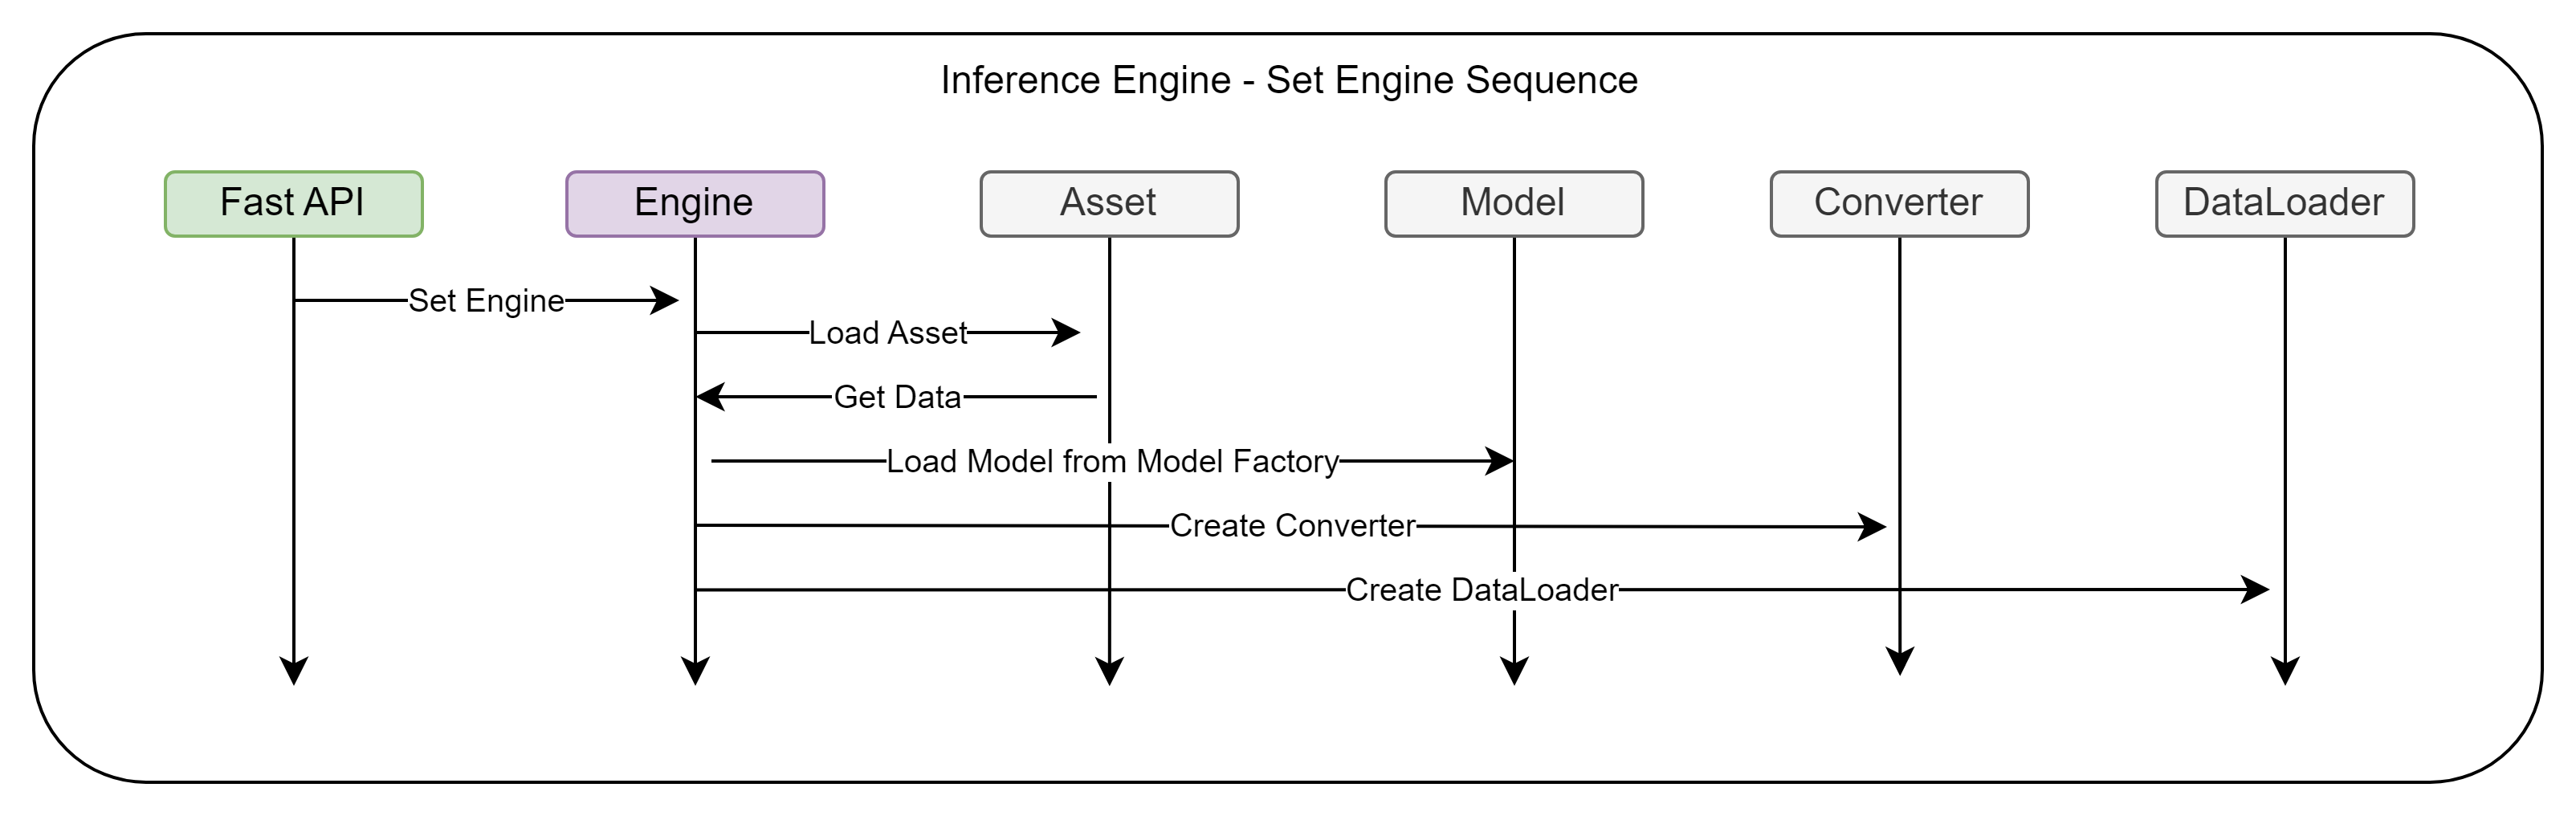 Inference Engine - Set Engine Sequence
Fast API
Engine
Asset
Model
Converter
DataLoader
Set Engine
Load Asset
Get Data
Load Model from Model Factory
Create Converter
Create DataLoader